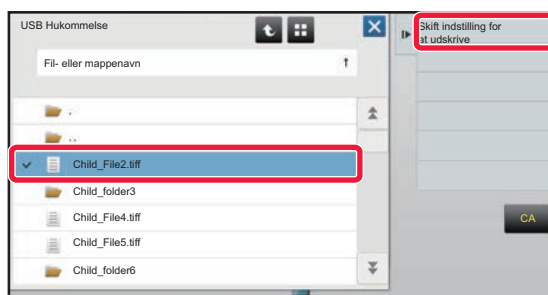 USB Hukommelse
Fil- eller mappenavn
.
..
Child_File2.tiff
Child_folder3
Child_File4.tiff
Child_File5.tiff
Child_folder6
Skift indstilling for
at udskrive
CA